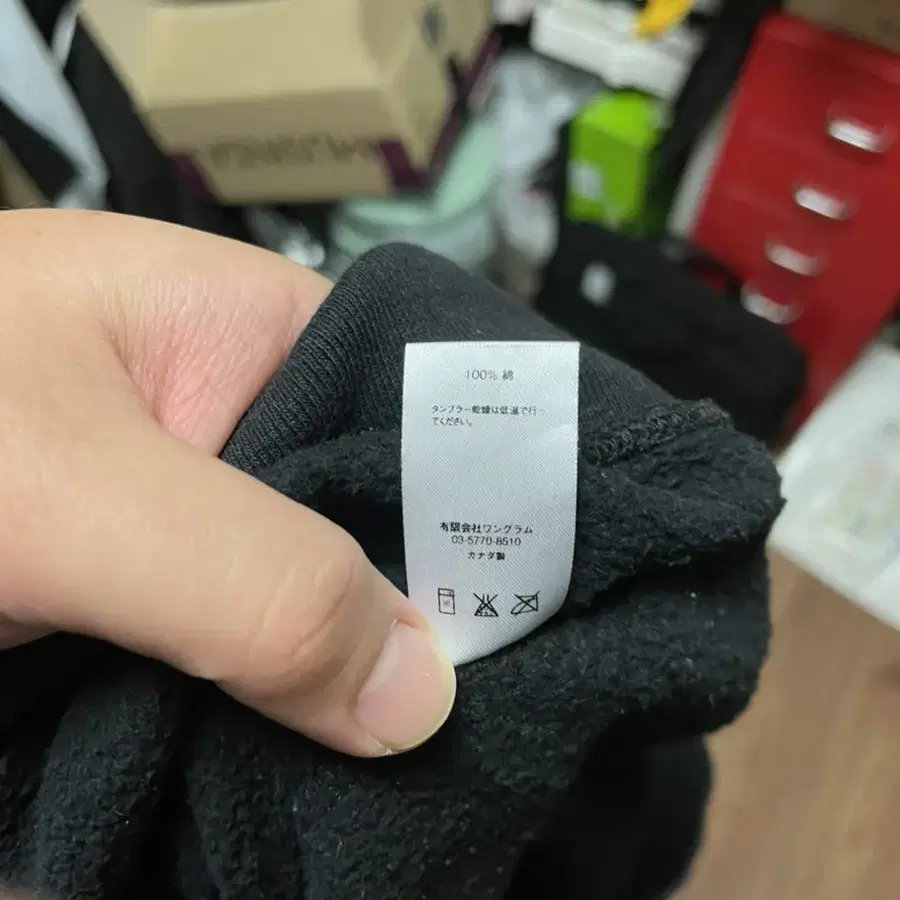 100% 綿
タンブラー乾燥は低温で行っ
てください。
有限会社ワングラム
03-5770-8510
カナダ製